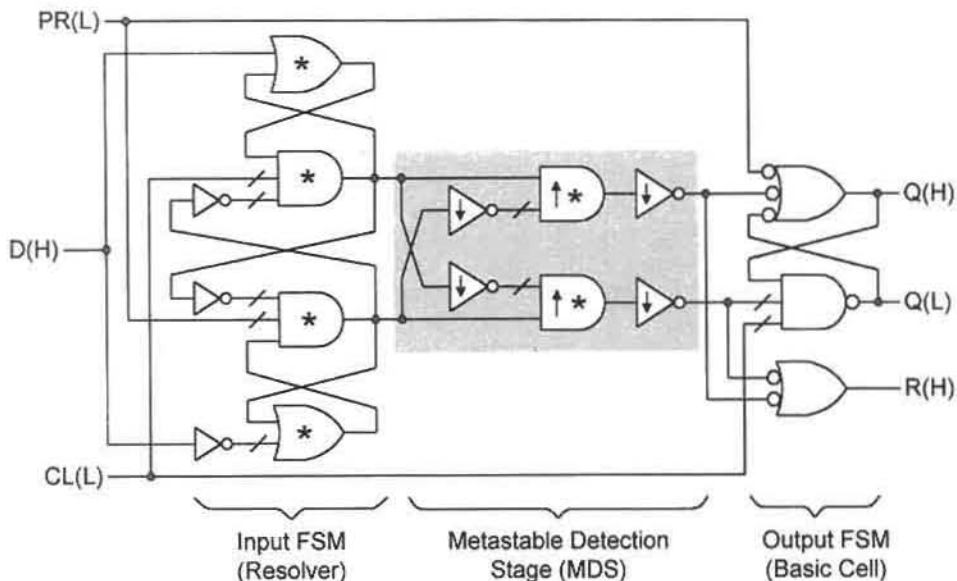 PR(L)
*
*
↑ *
↓
Q(H)
↓
D(H)
↓
Q(L)
*
↑ *
↓
R(H)
*
CL(L)
Input FSM
(Resolver)
Metastable Detection
Stage (MDS)
Output FSM
(Basic Cell)